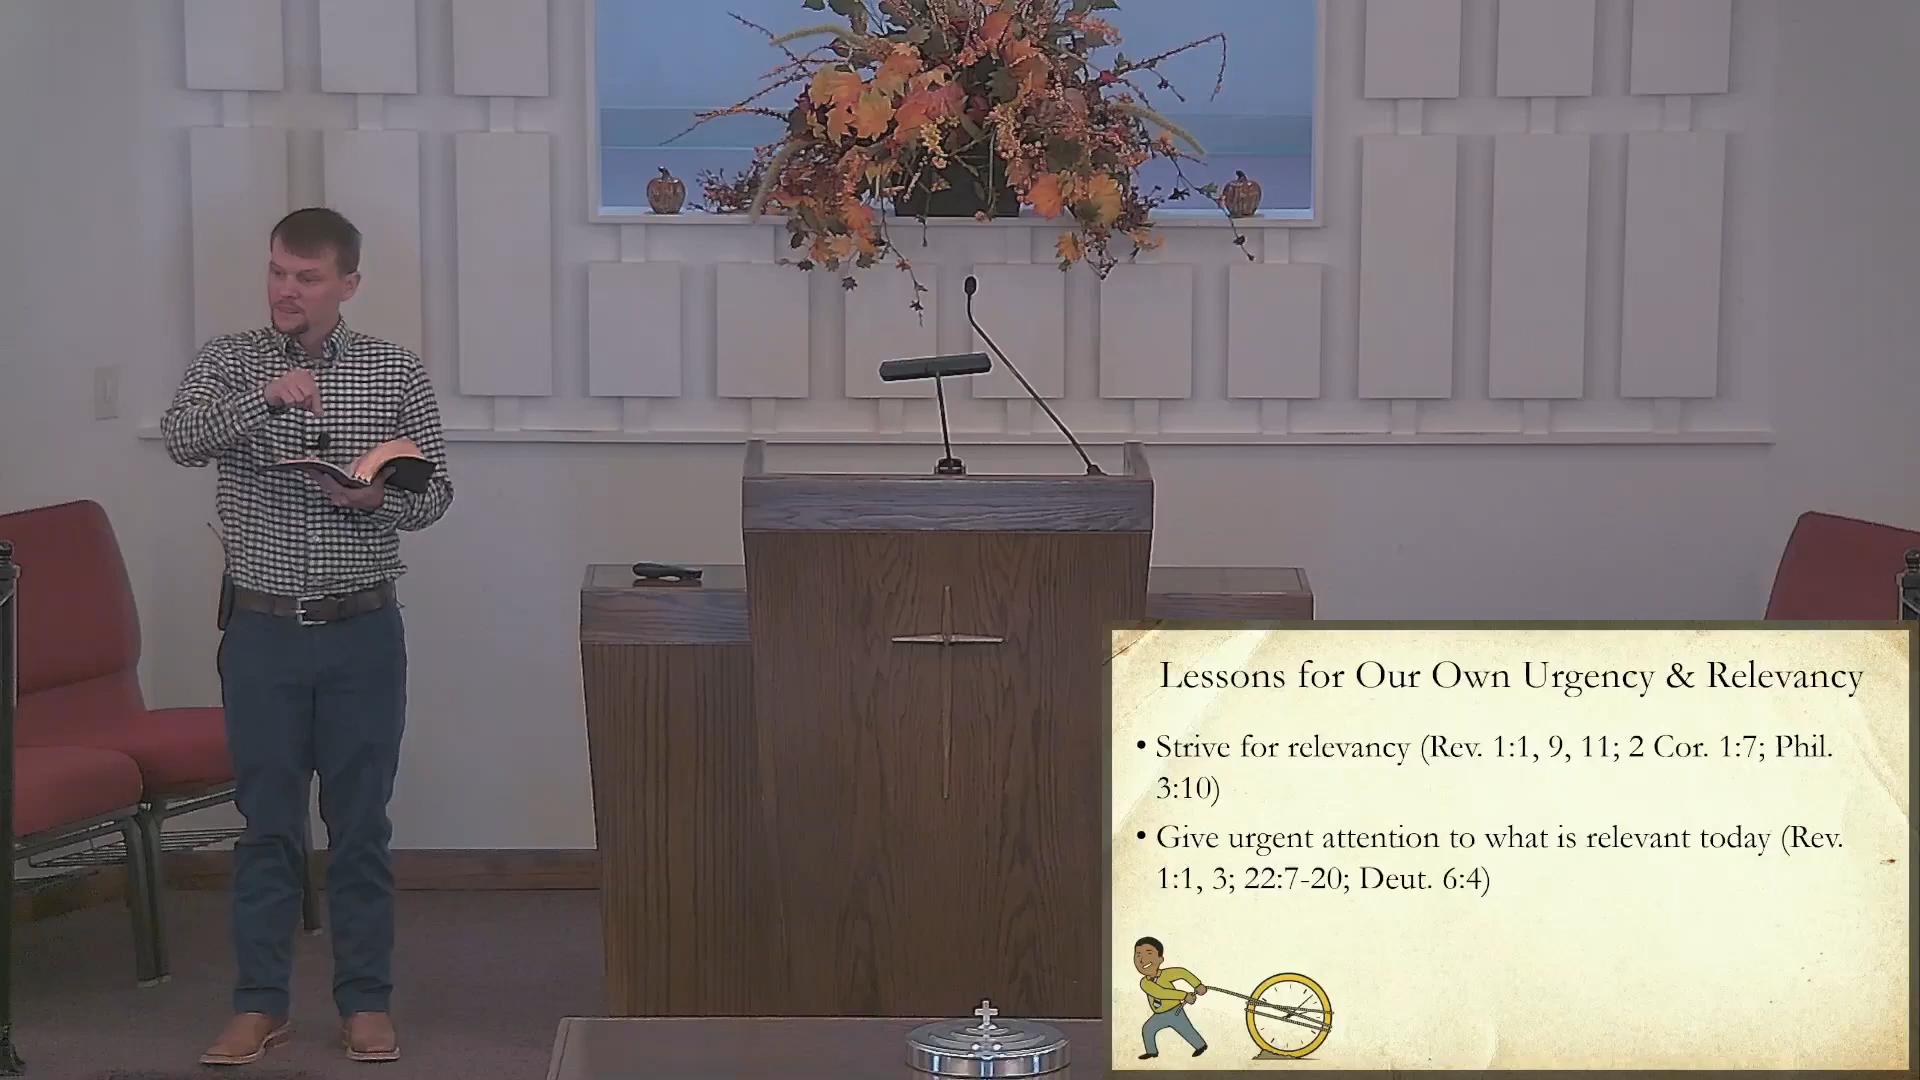 Lessons for Our Own Urgency & Relevancy
• Strive for relevancy (Rev. 1:1, 9, 11; 2 Cor. 1:7; Phil.
3:10)
• Give urgent attention to what is relevant today (Rev.
1:1, 3; 22:7-20; Deut. 6:4)